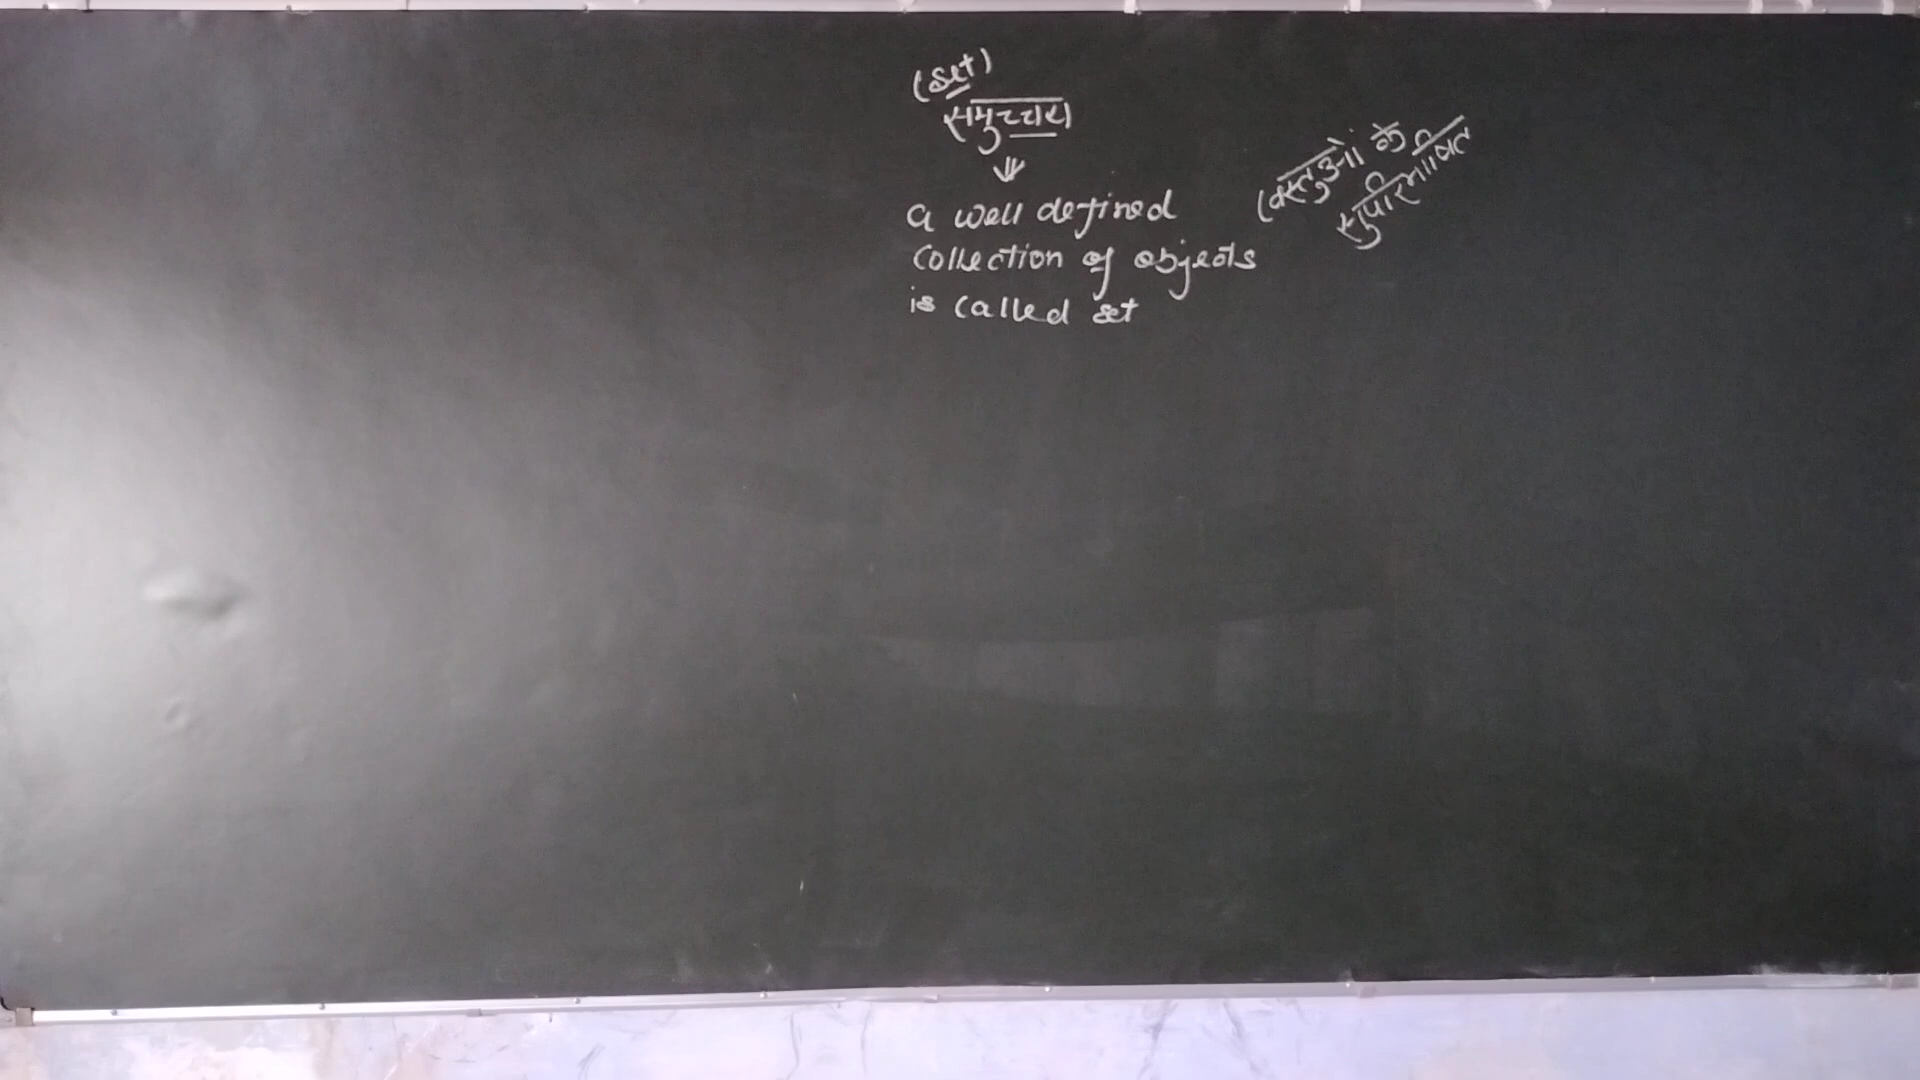 (set)
समुच्चय
⇓
a well defined
collection of objects
is called set
(वस्तुओं के
सुपरिभाषित